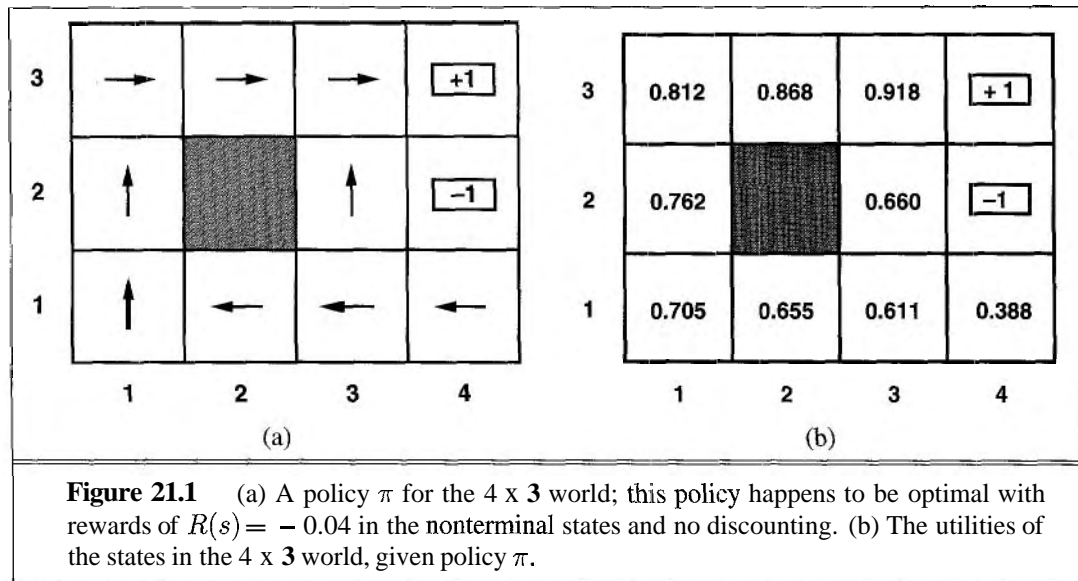 3 +1
2 −1
1
1 2 3 4
(a)
3 0.812 0.868 0.918 + 1
2 0.762 0.660 −1
1 0.705 0.655 0.611 0.388
1 2 3 4
(b)
Figure 21.1 (a) A policy π for the 4 x 3 world; this policy happens to be optimal with
rewards of R(s) = − 0.04 in the nonterminal states and no discounting. (b) The utilities of
the states in the 4 x 3 world, given policy π.